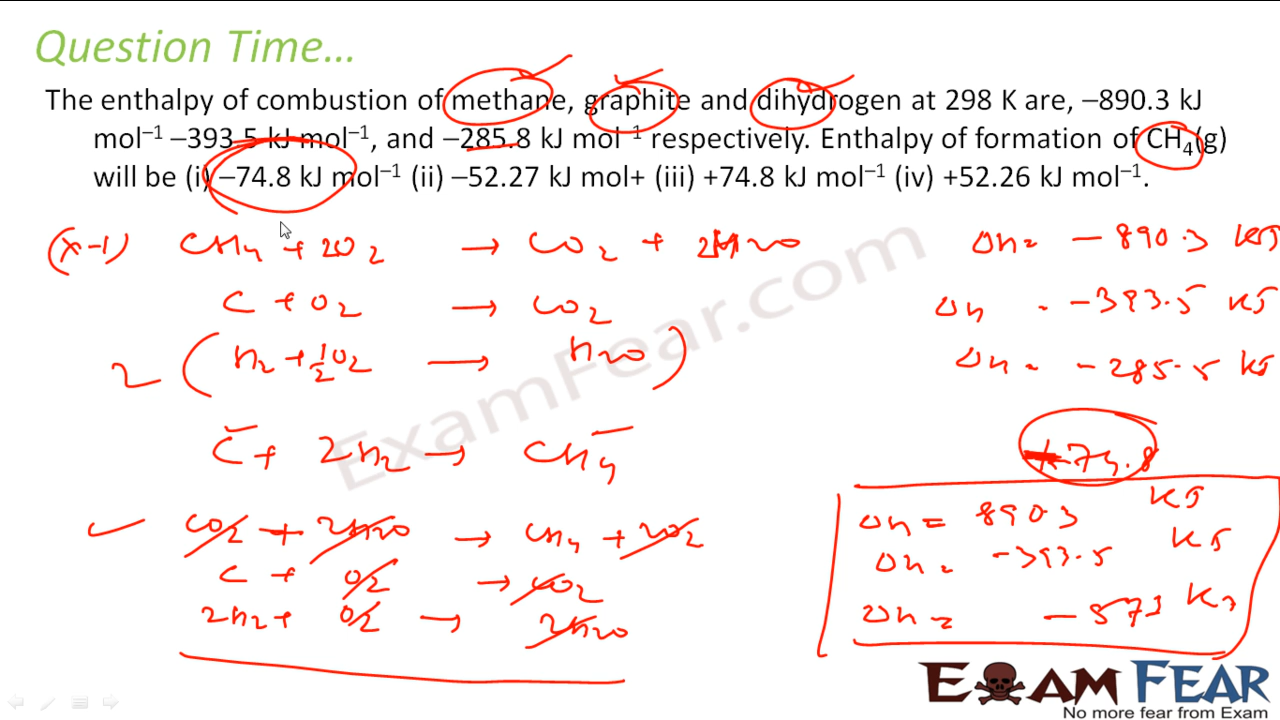 Question Time...
The enthalpy of combustion of methane, graphite and dihydrogen at 298 K are, –890.3 kJ
mol⁻¹ –393.5 kJ mol⁻¹, and –285.8 kJ mol⁻¹ respectively. Enthalpy of formation of CH₄(g)
will be (i) –74.8 kJ mol⁻¹ (ii) –52.27 kJ mol+ (iii) +74.8 kJ mol⁻¹ (iv) +52.26 kJ mol⁻¹.
(x-1) CH₄ + 2O₂ → CO₂ + 2H₂O Δh= -890.3 KJ
C + O₂ → CO₂ Δh = -393.5 KJ
2 (H₂ + 1/2 O₂ → H₂O) Δh= -285.5 KJ
ExamFear.com
C + 2H₂ → CH₄
-74.8
CO₂ + 2H₂O → CH₄ + 2O₂ Δh = 890.3 KJ
C + O₂ → CO₂ Δh = -393.5 KJ
2H₂ + O₂ → 2H₂O Δh = -573 KJ
EXAM FEAR
No more fear from Exam